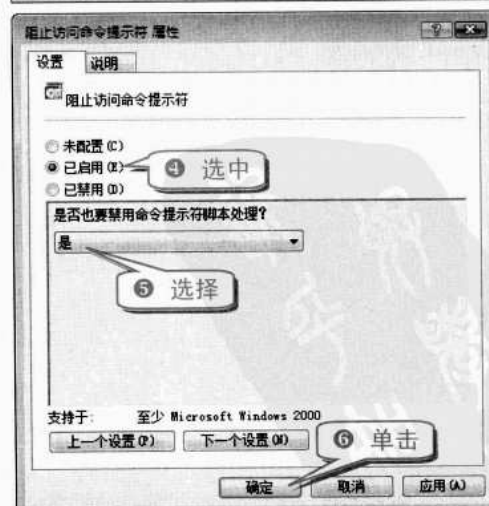 阻止访问命令提示符 属性
设置 说明
阻止访问命令提示符
未配置(C)
已启用(E) ④ 选中
已禁用(D)
是否也要禁用命令提示符脚本处理?
是
⑤ 选择
支持于: 至少 Microsoft Windows 2000
上一个设置(P) 下一个设置(N) ⑥ 单击
确定 取消 应用(A)